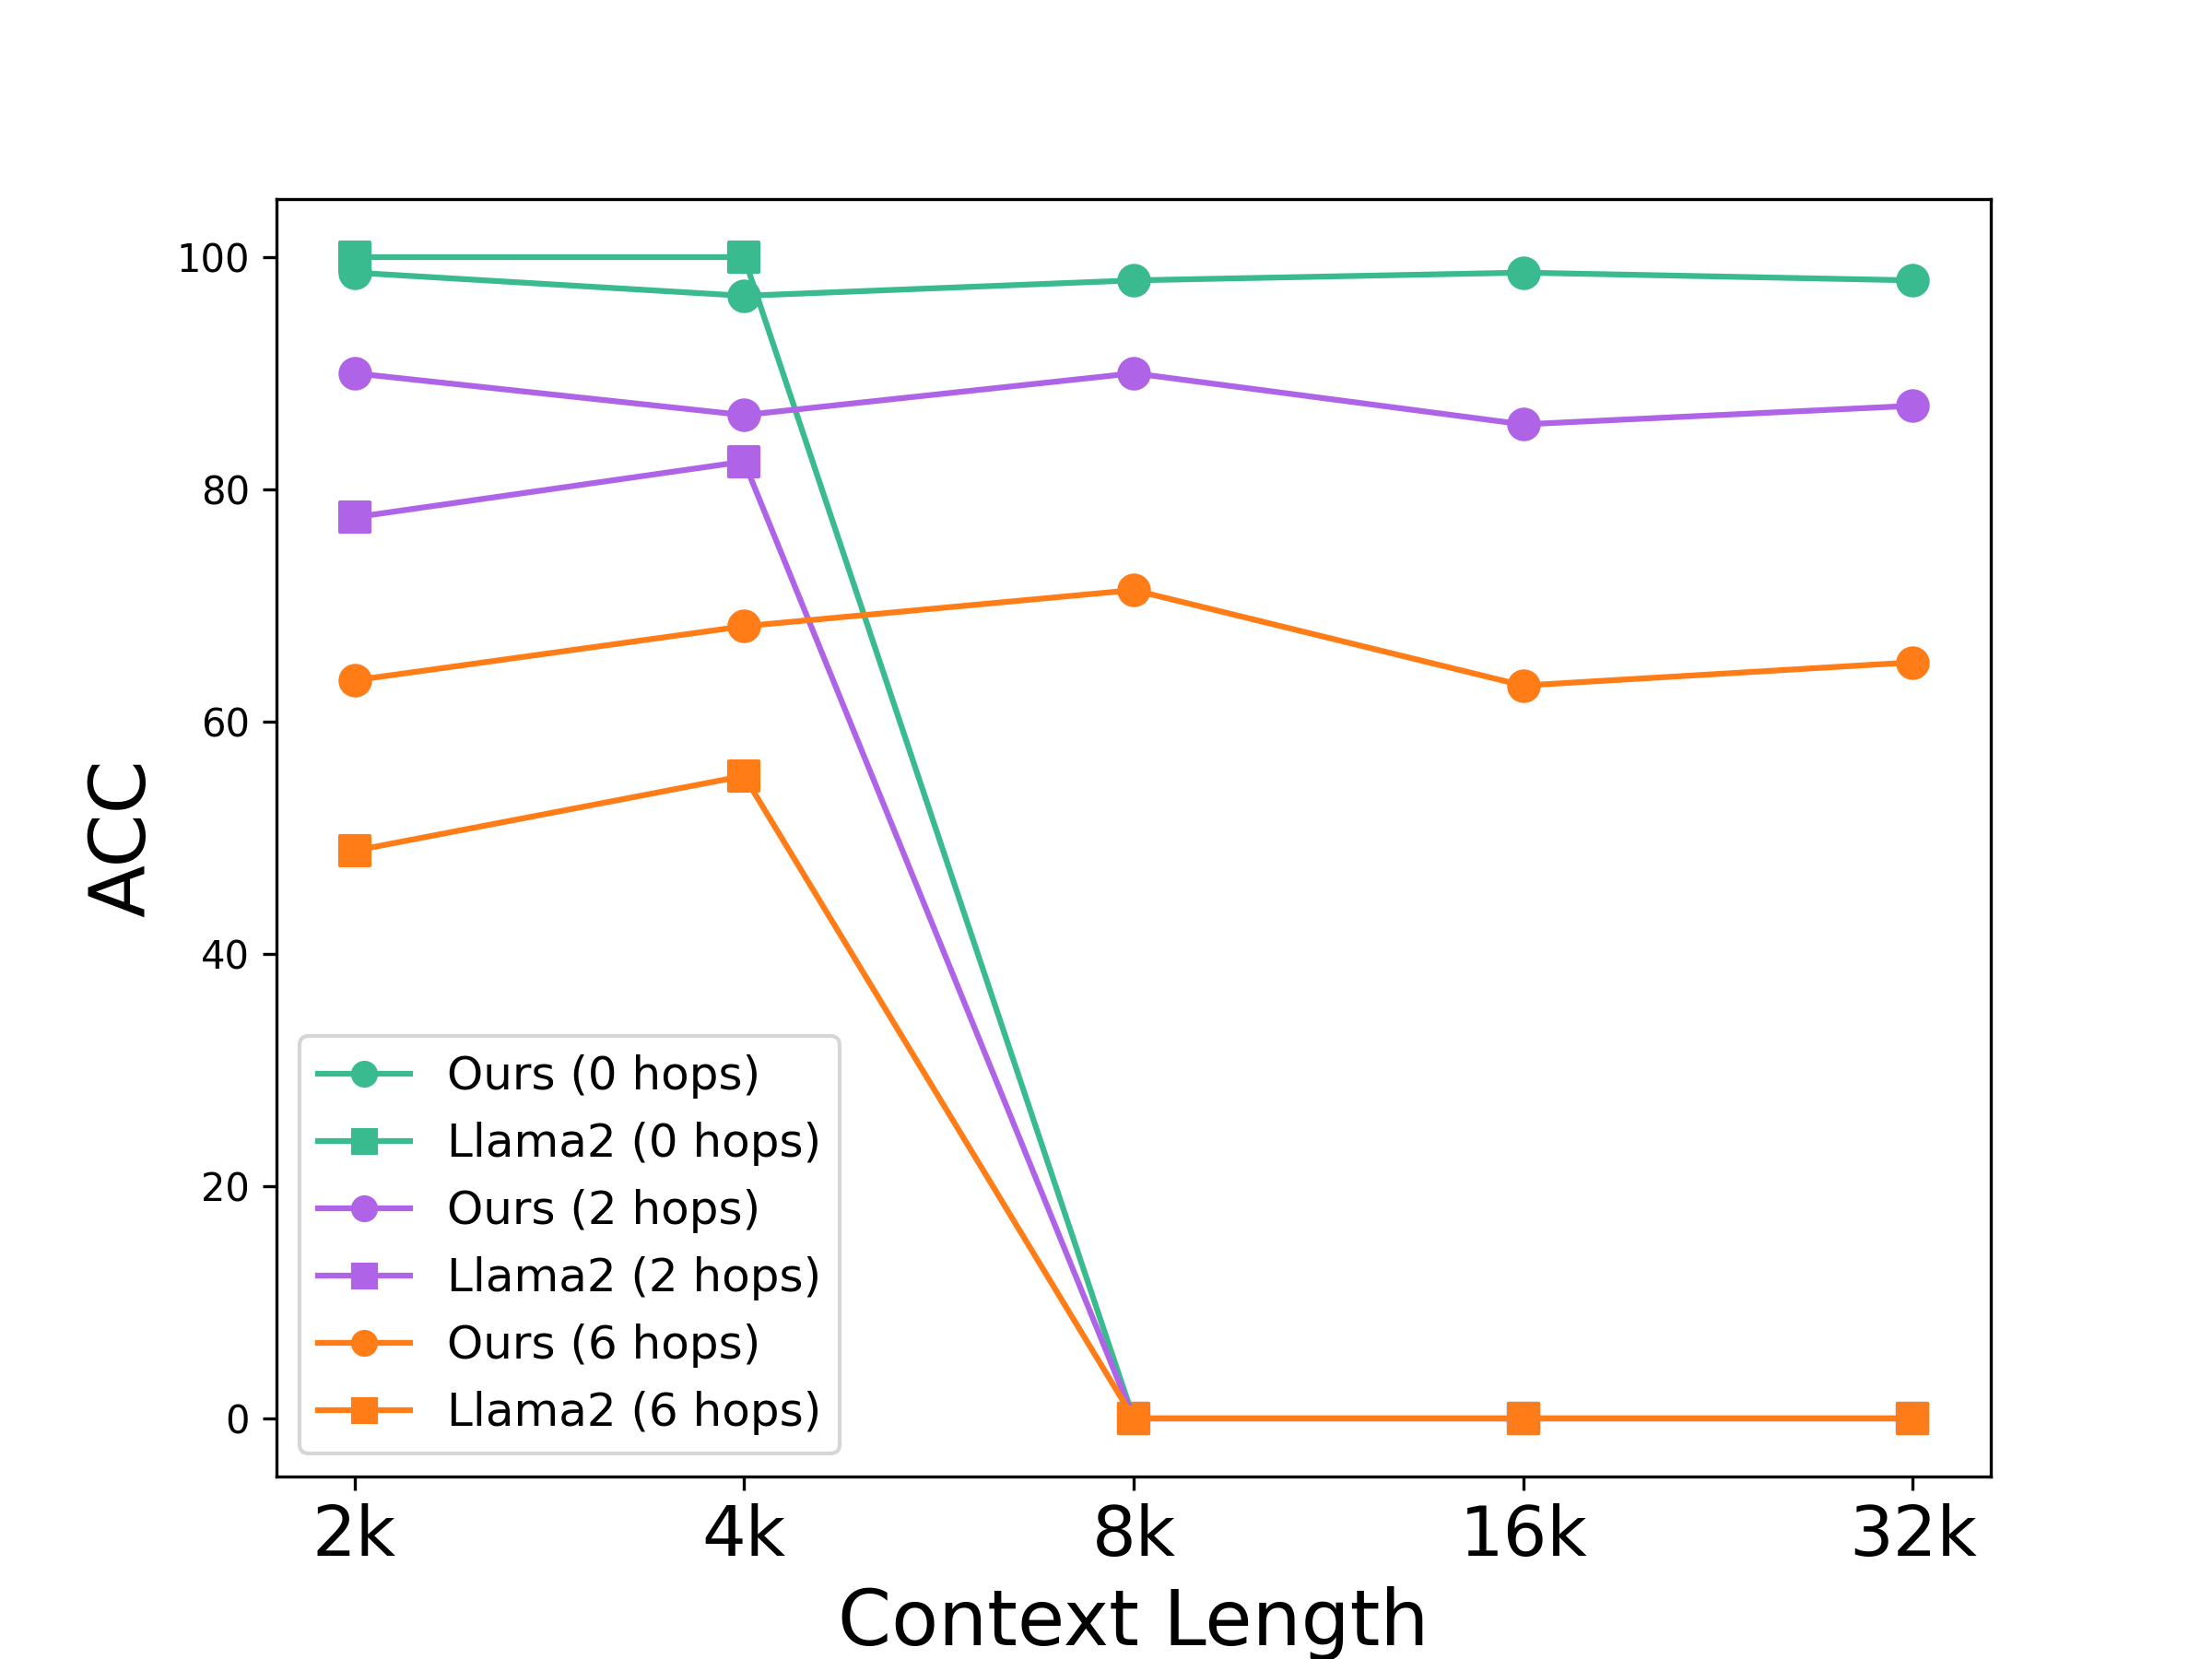 100
80
60
40
20
0
ACC
Ours (0 hops)
Llama2 (0 hops)
Ours (2 hops)
Llama2 (2 hops)
Ours (6 hops)
Llama2 (6 hops)
2k 4k 8k 16k 32k
Context Length